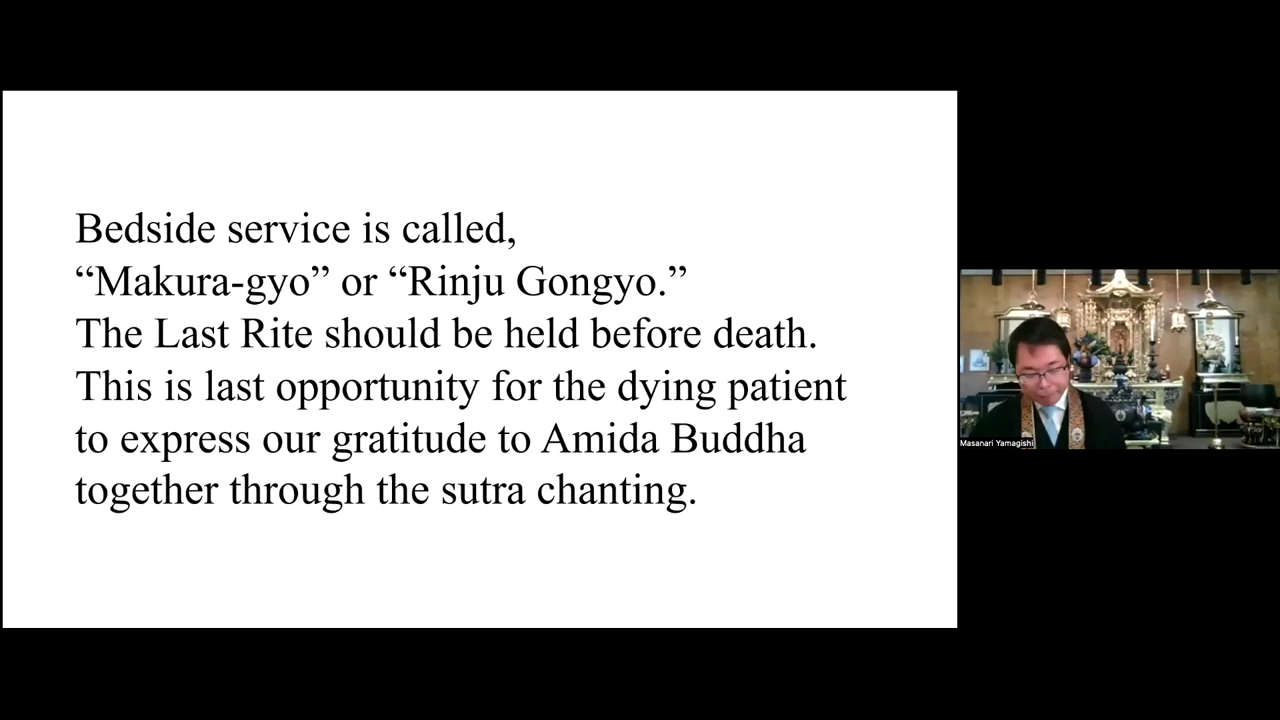 Bedside service is called,
“Makura-gyo” or “Rinju Gongyo.”
The Last Rite should be held before death.
This is last opportunity for the dying patient
to express our gratitude to Amida Buddha
together through the sutra chanting.
Masanari Yamagishi